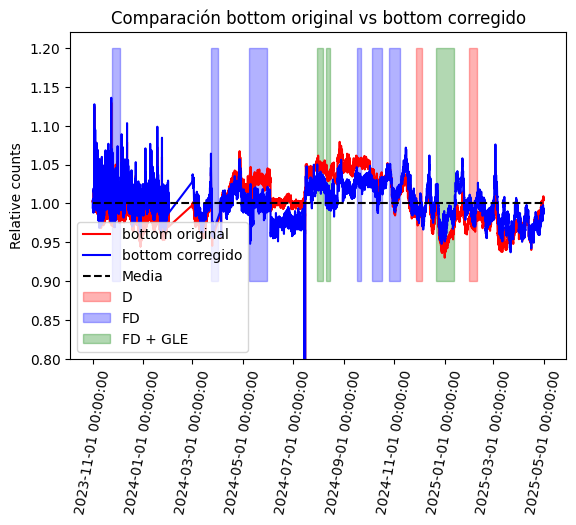 Comparación bottom original vs bottom corregido
Relative counts
1.20
1.15
1.10
1.05
1.00
0.95
0.90
0.85
0.80
bottom original
bottom corregido
Media
D
FD
FD + GLE
2023-11-01 00:00:00
2024-01-01 00:00:00
2024-03-01 00:00:00
2024-05-01 00:00:00
2024-07-01 00:00:00
2024-09-01 00:00:00
2024-11-01 00:00:00
2025-01-01 00:00:00
2025-03-01 00:00:00
2025-05-01 00:00:00